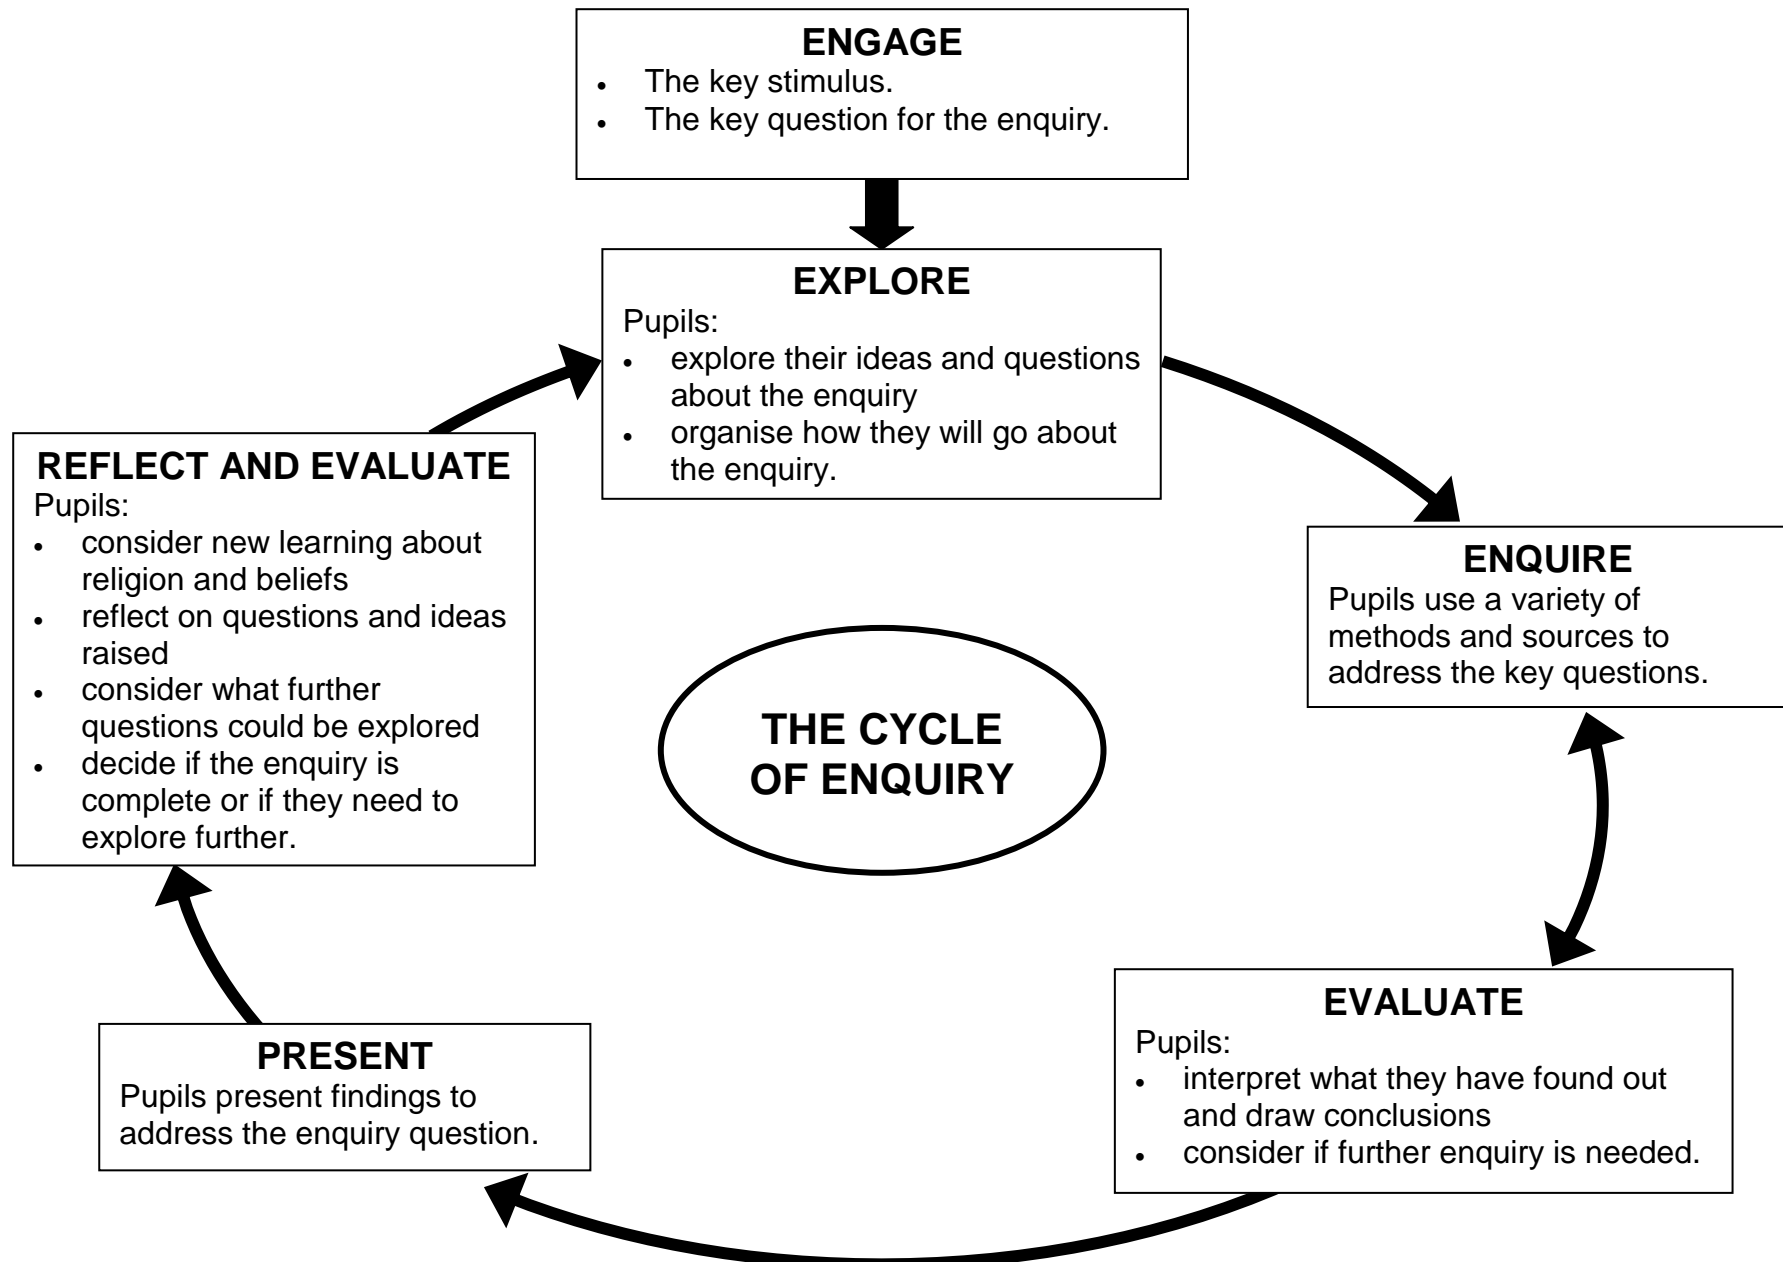 ENGAGE
• The key stimulus.
• The key question for the enquiry.
EXPLORE
Pupils:
• explore their ideas and questions
about the enquiry
• organise how they will go about
the enquiry.
ENQUIRE
Pupils use a variety of
methods and sources to
address the key questions.
EVALUATE
Pupils:
• interpret what they have found out
and draw conclusions
• consider if further enquiry is needed.
PRESENT
Pupils present findings to
address the enquiry question.
REFLECT AND EVALUATE
Pupils:
• consider new learning about
religion and beliefs
• reflect on questions and ideas
raised
• consider what further
questions could be explored
• decide if the enquiry is
complete or if they need to
explore further.
THE CYCLE
OF ENQUIRY